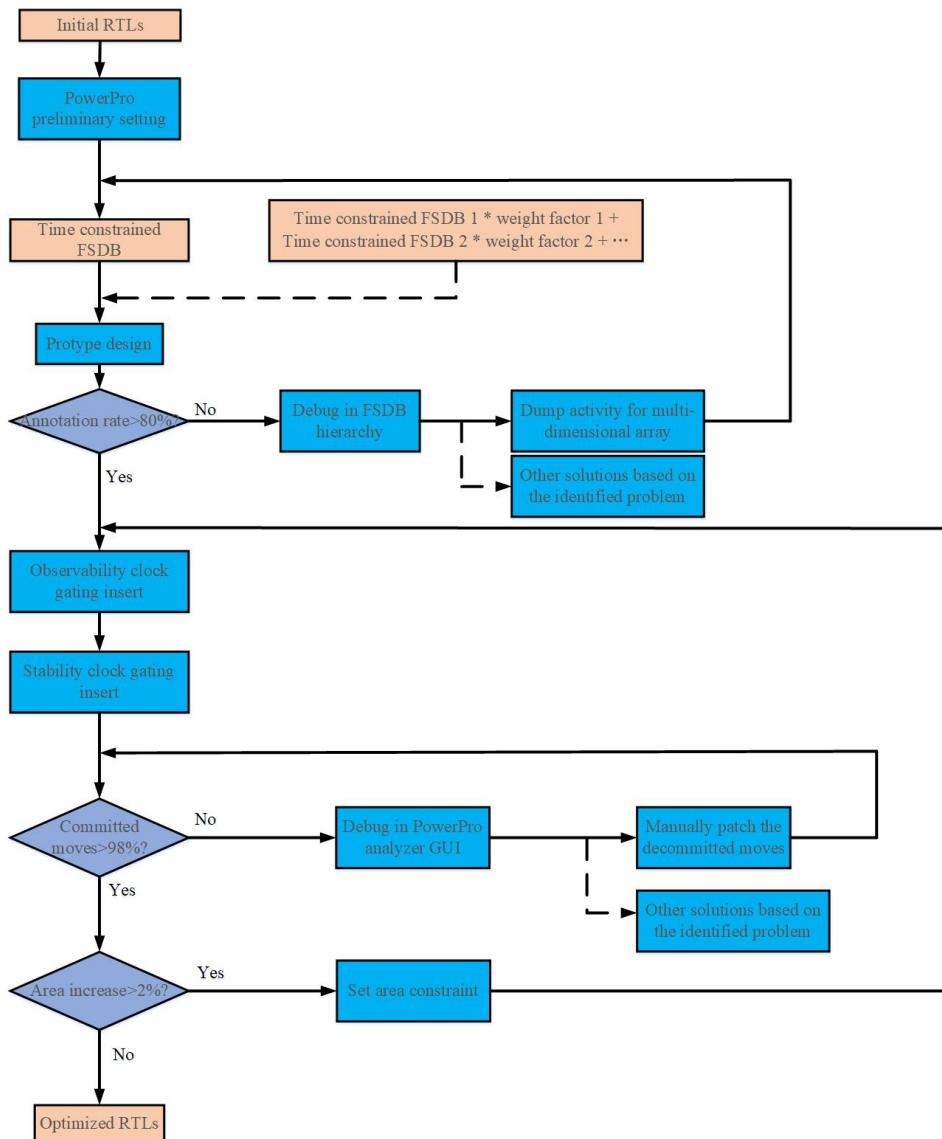 Initial RTLs
PowerPro
preliminary setting
Time constrained
FSDB
Time constrained FSDB 1 * weight factor 1 +
Time constrained FSDB 2 * weight factor 2 + ···
Protype design
Annotation rate>80%?
No
Debug in FSDB
hierarchy
Dump activity for multi-
dimensional array
Other solutions based on
the identified problem
Yes
Observability clock
gating insert
Stability clock gating
insert
Committed
moves>98%?
No
Debug in PowerPro
analyzer GUI
Manually patch the
decommitted moves
Other solutions based on
the identified problem
Yes
Area increase>2%?
Yes
Set area constraint
No
Optimized RTLs